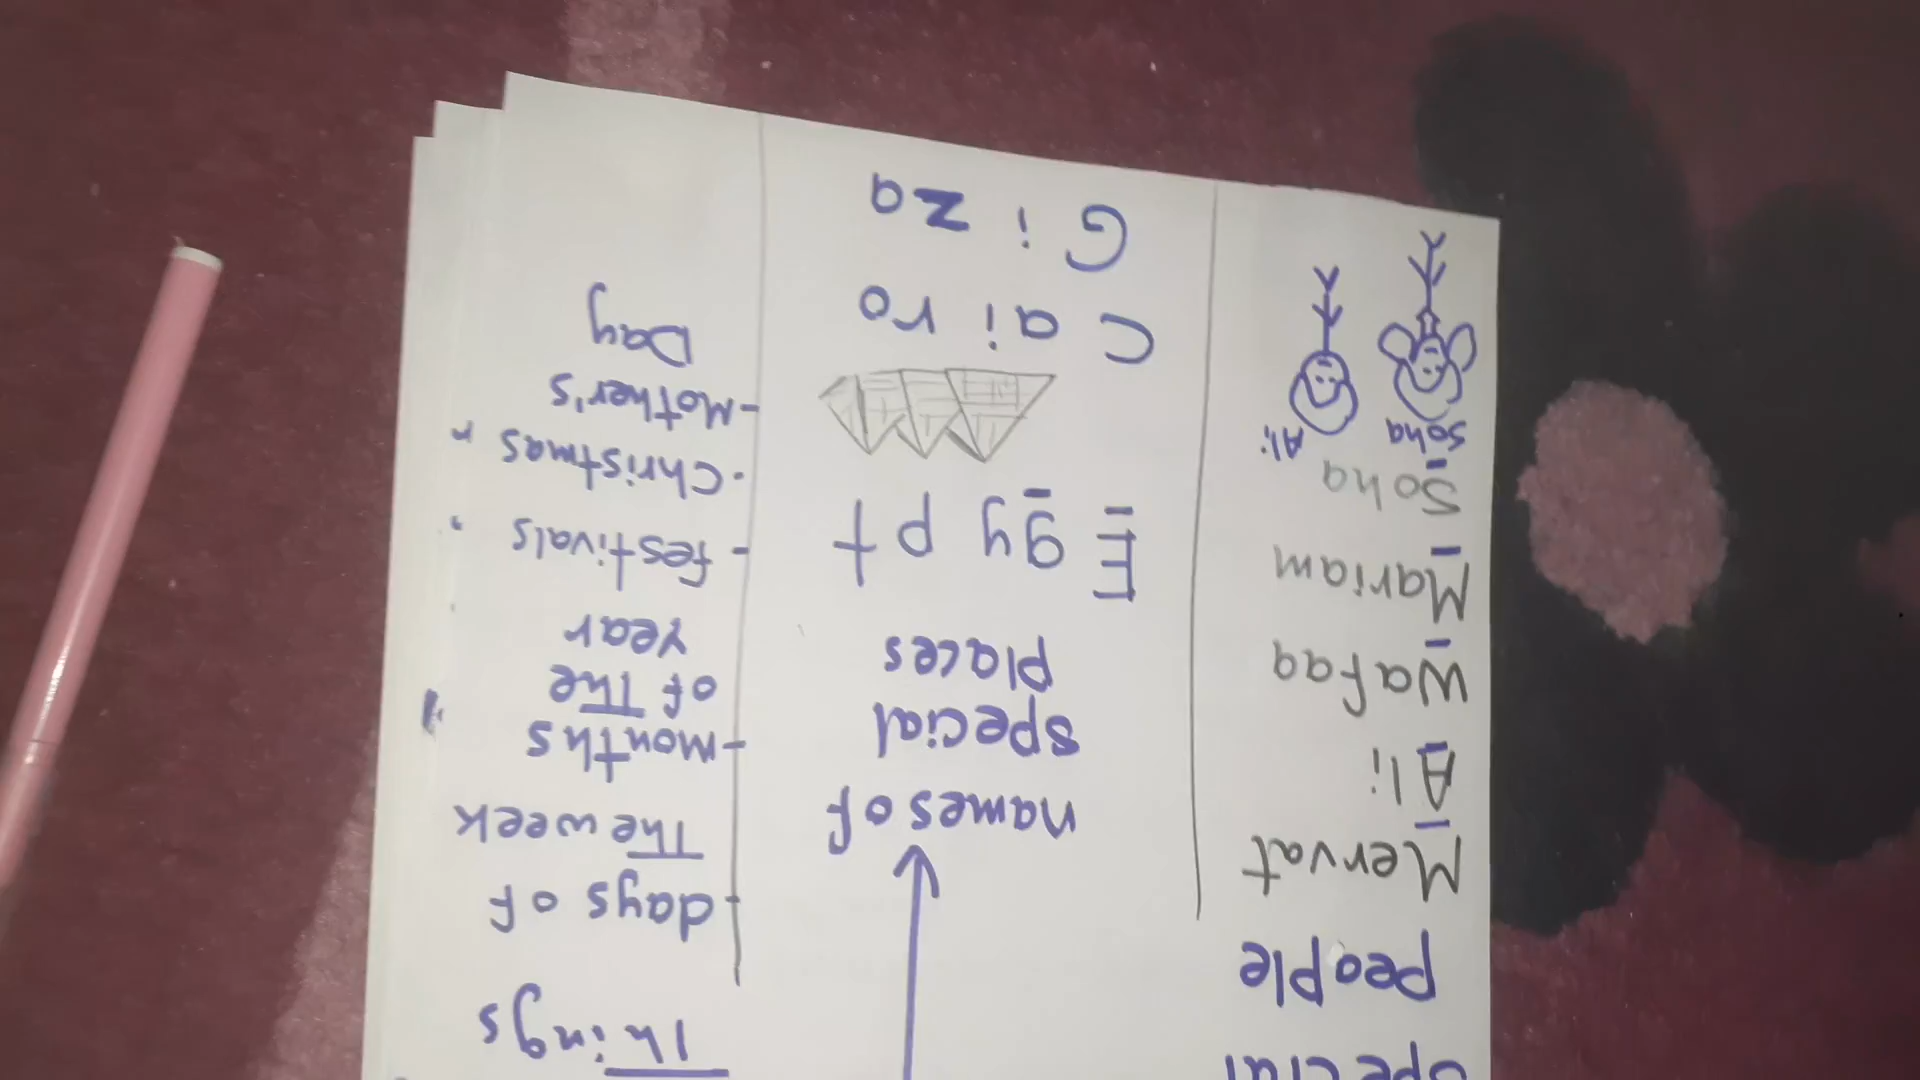 special
people
Mervat
Ali
Wafaa
Mariam
Soha
Soha
Ali
names of
special
places
Egypt
Cairo
Giza
Things
-days of
The week
-months
of The
year
-festivals
.Christmas
-Mother's
Day